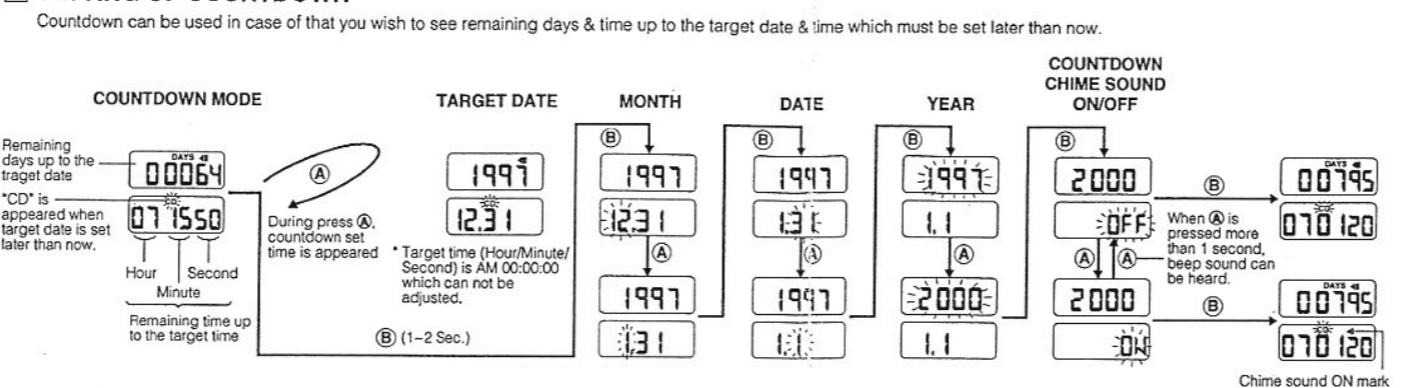 Countdown can be used in case of that you wish to see remaining days & time up to the target date & time which must be set later than now.
COUNTDOWN MODE
Remaining
days up to the
traget date
"CD" is
appeared when
target date is set
later than now.
DAYS
00064
CD
071550
Hour
Minute
Second
Remaining time up
to the target time
A
During press A,
countdown set
time is appeared
TARGET DATE
1997
CD
12.31
* Target time (Hour/Minute/
Second) is AM 00:00:00
which can not be
adjusted.
B (1–2 Sec.)
MONTH
B
1997
12.31
A
1997
1.31
DATE
B
1997
1.31
A
1997
1.1
YEAR
B
1997
1.1
A
2000
1.1
COUNTDOWN
CHIME SOUND
ON/OFF
B
2000
OFF
A
A
2000
ON
When A is
pressed more
than 1 second,
beep sound can
be heard.
B
DAYS
00795
CD
070120
B
DAYS
00795
CD
070120
Chime sound ON mark